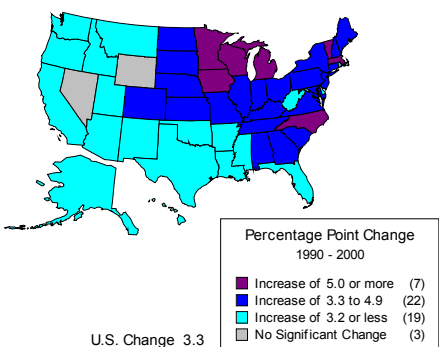 Percentage Point Change
1990 - 2000
Increase of 5.0 or more (7)
Increase of 3.3 to 4.9 (22)
Increase of 3.2 or less (19)
No Significant Change (3)
U.S. Change 3.3